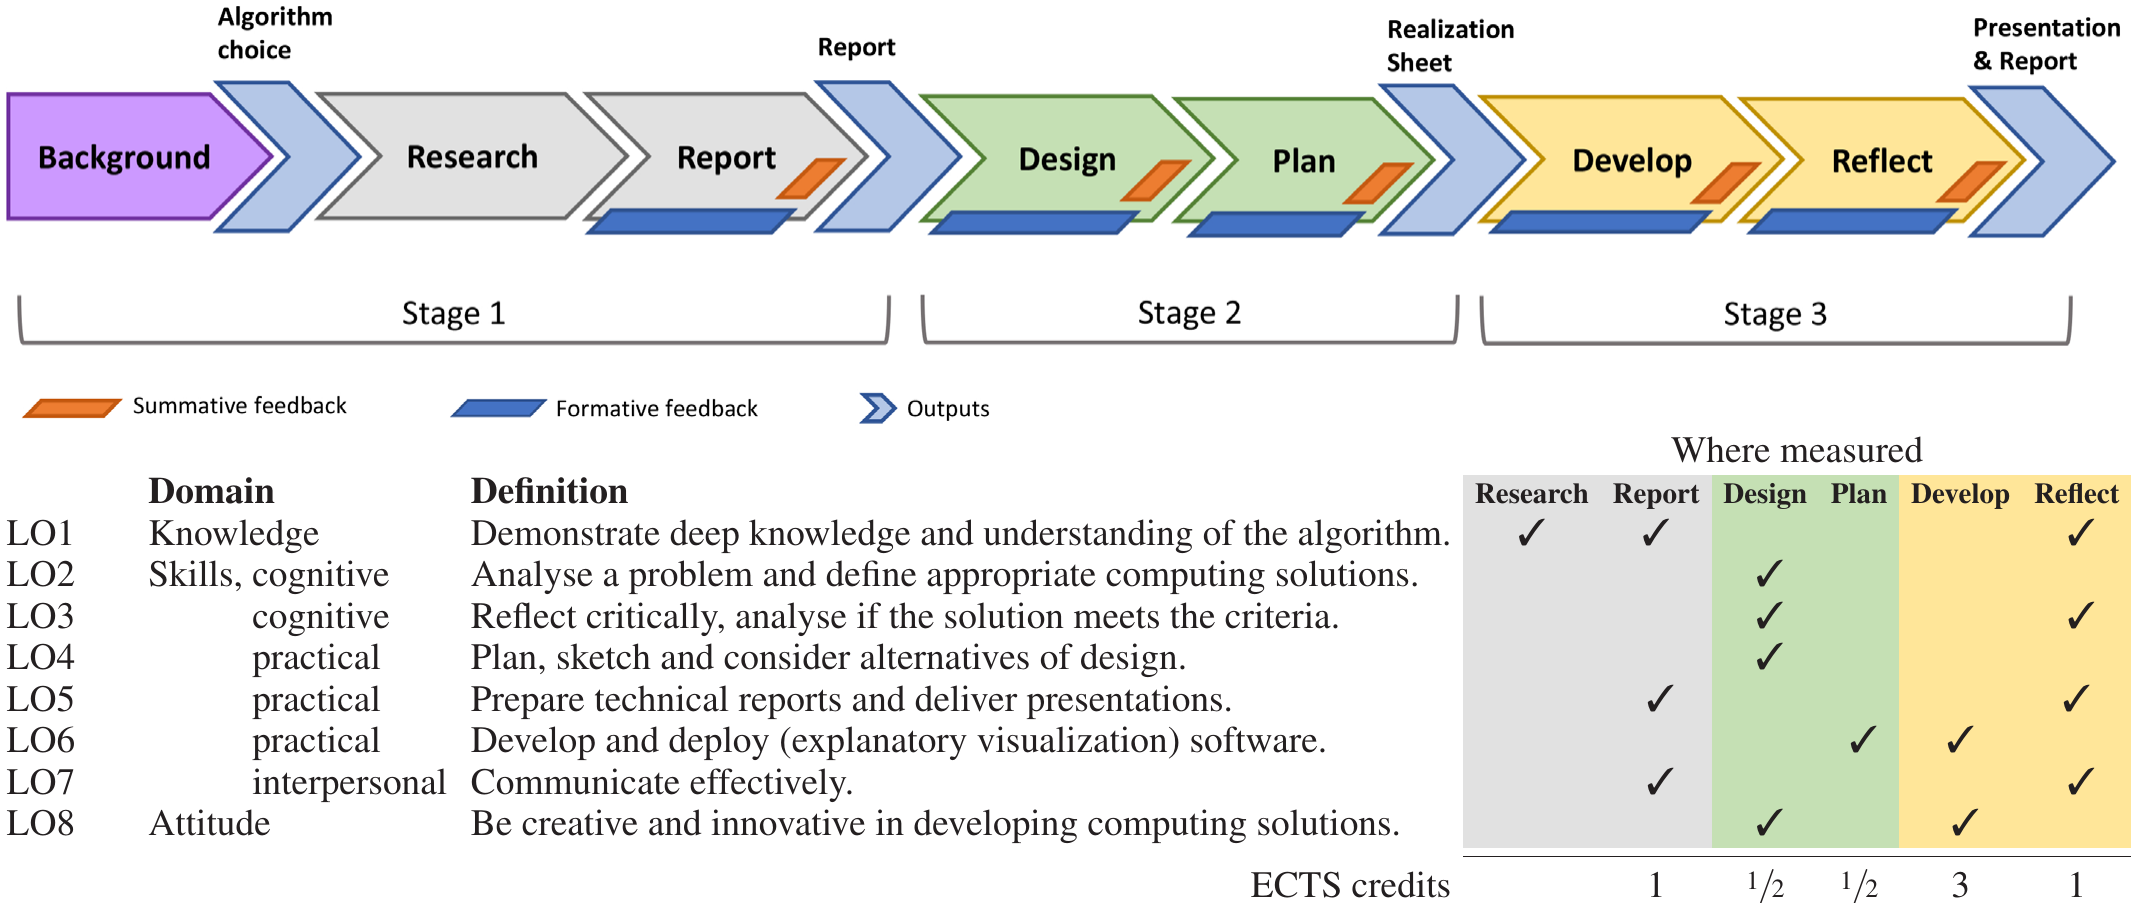 Algorithm
choice
Report
Realization
Sheet
Presentation
& Report
Background
Research
Report
Design
Plan
Develop
Reflect
Stage 1
Stage 2
Stage 3
Summative feedback
Formative feedback
Outputs
Where measured
Domain Definition Research Report Design Plan Develop Reflect
LO1 Knowledge Demonstrate deep knowledge and understanding of the algorithm. ✓ ✓ ✓
LO2 Skills, cognitive Analyse a problem and define appropriate computing solutions. ✓
LO3 cognitive Reflect critically, analyse if the solution meets the criteria. ✓ ✓
LO4 practical Plan, sketch and consider alternatives of design. ✓
LO5 practical Prepare technical reports and deliver presentations. ✓ ✓
LO6 practical Develop and deploy (explanatory visualization) software. ✓ ✓
LO7 interpersonal Communicate effectively. ✓ ✓
LO8 Attitude Be creative and innovative in developing computing solutions. ✓ ✓
ECTS credits 1 1/2 1/2 3 1